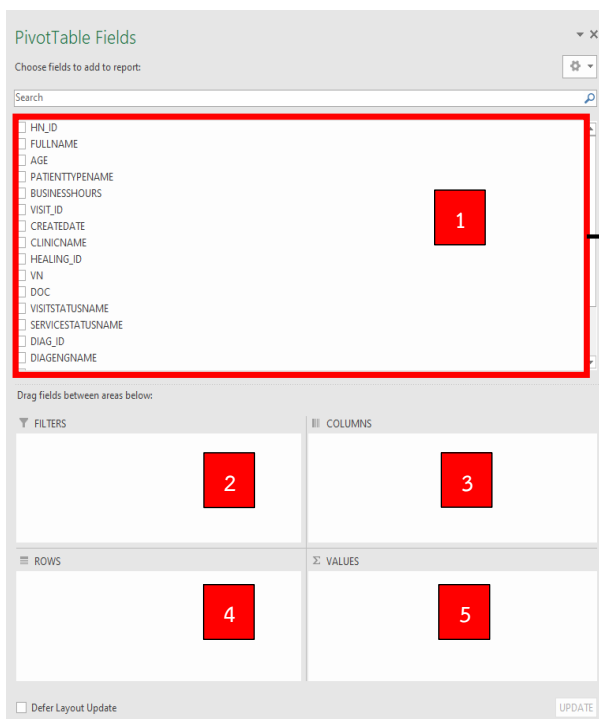 PivotTable Fields
Choose fields to add to report:
Search
HN_ID
FULLNAME
AGE
PATIENTTYPENAME
BUSINESSHOURS
VISIT_ID
CREATEDATE
CLINICNAME
HEALING_ID
VN
DOC
VISITSTATUSNAME
SERVICESTATUSNAME
DIAG_ID
DIAGENGNAME
1
Drag fields between areas below:
FILTERS
COLUMNS
2
3
ROWS
Σ VALUES
4
5
Defer Layout Update
UPDATE